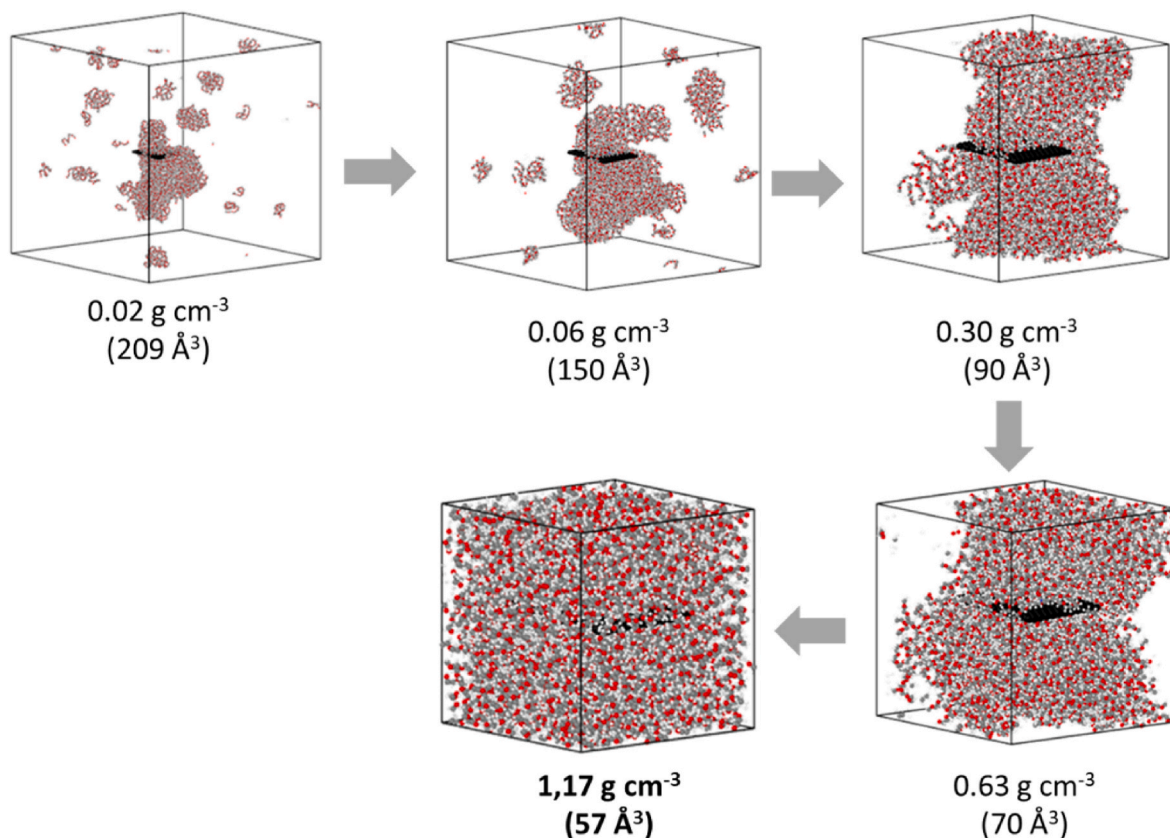 0.02 g cm⁻³
(209 Å³)
0.06 g cm⁻³
(150 Å³)
0.30 g cm⁻³
(90 Å³)
1,17 g cm⁻³
(57 Å³)
0.63 g cm⁻³
(70 Å³)